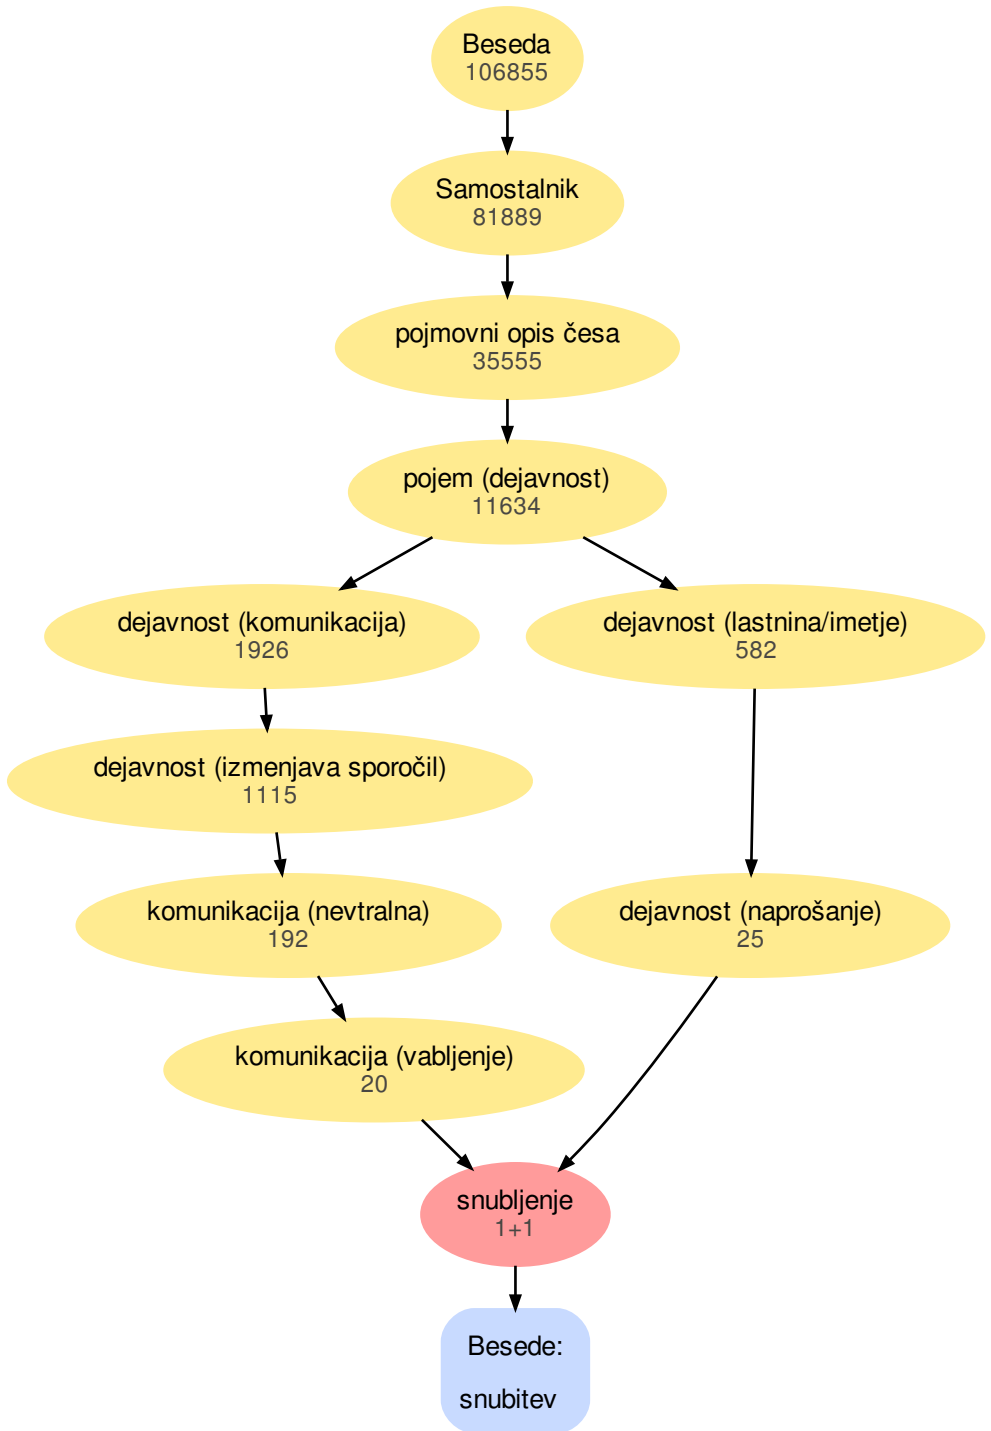 Beseda
106855
Samostalnik
81889
pojmovni opis česa
35555
pojem (dejavnost)
11634
dejavnost (komunikacija)
1926
dejavnost (lastnina/imetje)
582
dejavnost (izmenjava sporočil)
1115
komunikacija (nevtralna)
192
dejavnost (naprošanje)
25
komunikacija (vabljenje)
20
snubljenje
1+1
Besede:
snubitev